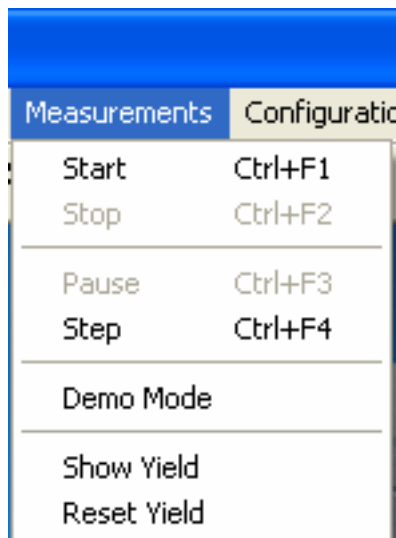 Measurements Configuratio
Start Ctrl+F1
Stop Ctrl+F2
Pause Ctrl+F3
Step Ctrl+F4
Demo Mode
Show Yield
Reset Yield